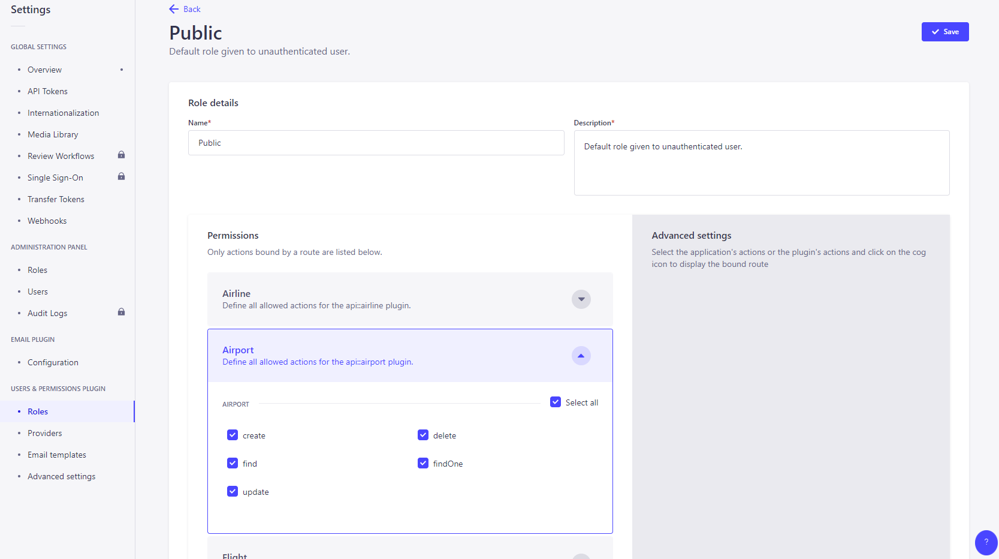 Settings
GLOBAL SETTINGS
Overview
API Tokens
Internationalization
Media Library
Review Workflows
Single Sign-On
Transfer Tokens
Webhooks
ADMINISTRATION PANEL
Roles
Users
Audit Logs
EMAIL PLUGIN
Configuration
USERS & PERMISSIONS PLUGIN
Roles
Providers
Email templates
Advanced settings
Back
Public
Default role given to unauthenticated user.
Save
Role details
Name*
Public
Description*
Default role given to unauthenticated user.
Permissions
Only actions bound by a route are listed below.
Airline
Define all allowed actions for the api::airline plugin.
Airport
Define all allowed actions for the api::airport plugin.
AIRPORT
Select all
create
delete
find
findOne
update
Flight
Advanced settings
Select the application's actions or the plugin's actions and click on the cog
icon to display the bound route
?